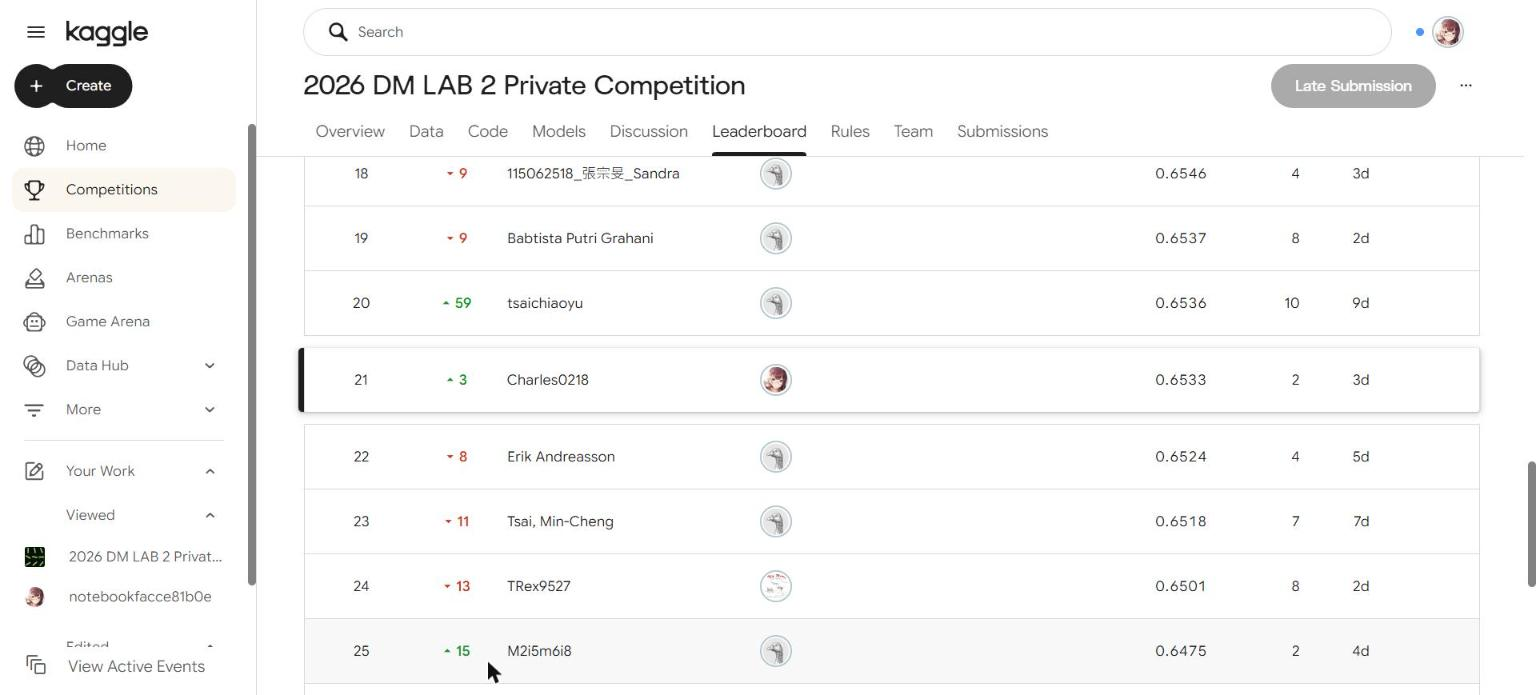 kaggle
Search
Create
2026 DM LAB 2 Private Competition
Late Submission
...
Overview Data Code Models Discussion Leaderboard Rules Team Submissions
Home
Competitions
Benchmarks
Arenas
Game Arena
Data Hub
More
Your Work
Viewed
2026 DM LAB 2 Privat...
notebookfacce81b0e
Edited
View Active Events
18 9 115062518_張宗旻_Sandra 0.6546 4 3d
19 9 Babtista Putri Grahani 0.6537 8 2d
20 59 tsaichiaoyu 0.6536 10 9d
21 3 Charles0218 0.6533 2 3d
22 8 Erik Andreasson 0.6524 4 5d
23 11 Tsai, Min-Cheng 0.6518 7 7d
24 13 TRex9527 0.6501 8 2d
25 15 M2i5m6i8 0.6475 2 4d